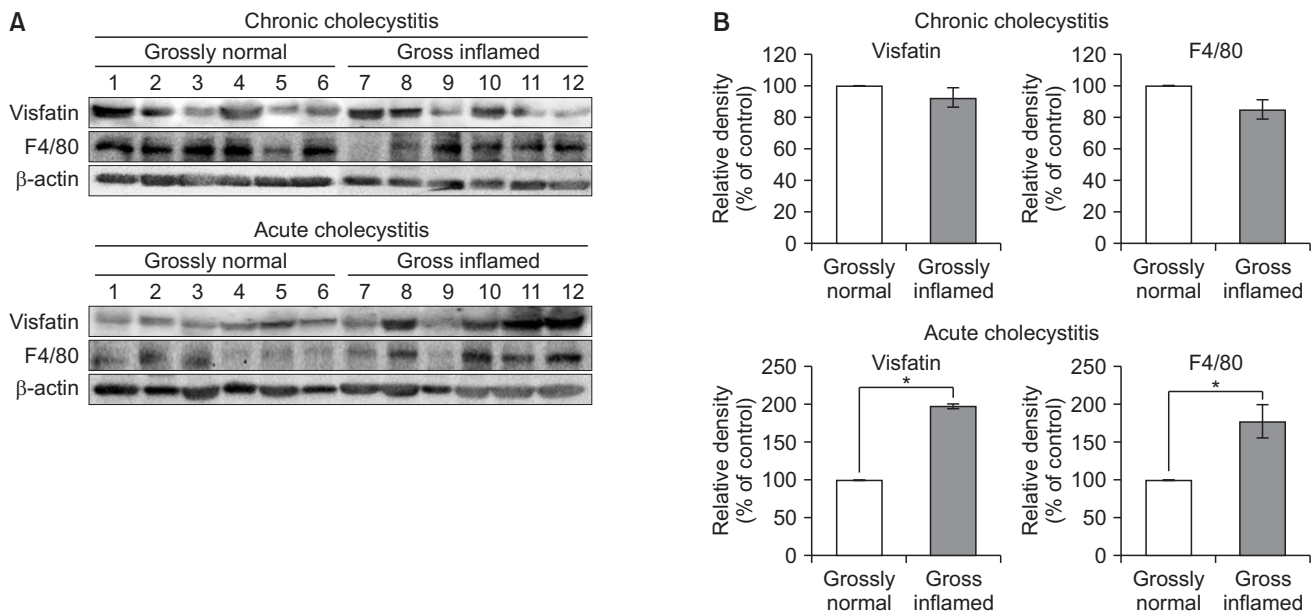 A
Chronic cholecystitis
Grossly normal Gross inflamed
1 2 3 4 5 6 7 8 9 10 11 12
Visfatin
F4/80
β-actin
Acute cholecystitis
Grossly normal Gross inflamed
1 2 3 4 5 6 7 8 9 10 11 12
Visfatin
F4/80
β-actin
B
Chronic cholecystitis
Visfatin
Relative density
(% of control)
120
100
80
60
40
20
0
Grossly
normal
Grossly
inflamed
F4/80
Relative density
(% of control)
120
100
80
60
40
20
0
Grossly
normal
Gross
inflamed
Acute cholecystitis
Visfatin
Relative density
(% of control)
250
200
150
100
50
0
*
Grossly
normal
Gross
inflamed
F4/80
Relative density
(% of control)
250
200
150
100
50
0
*
Grossly
normal
Gross
inflamed